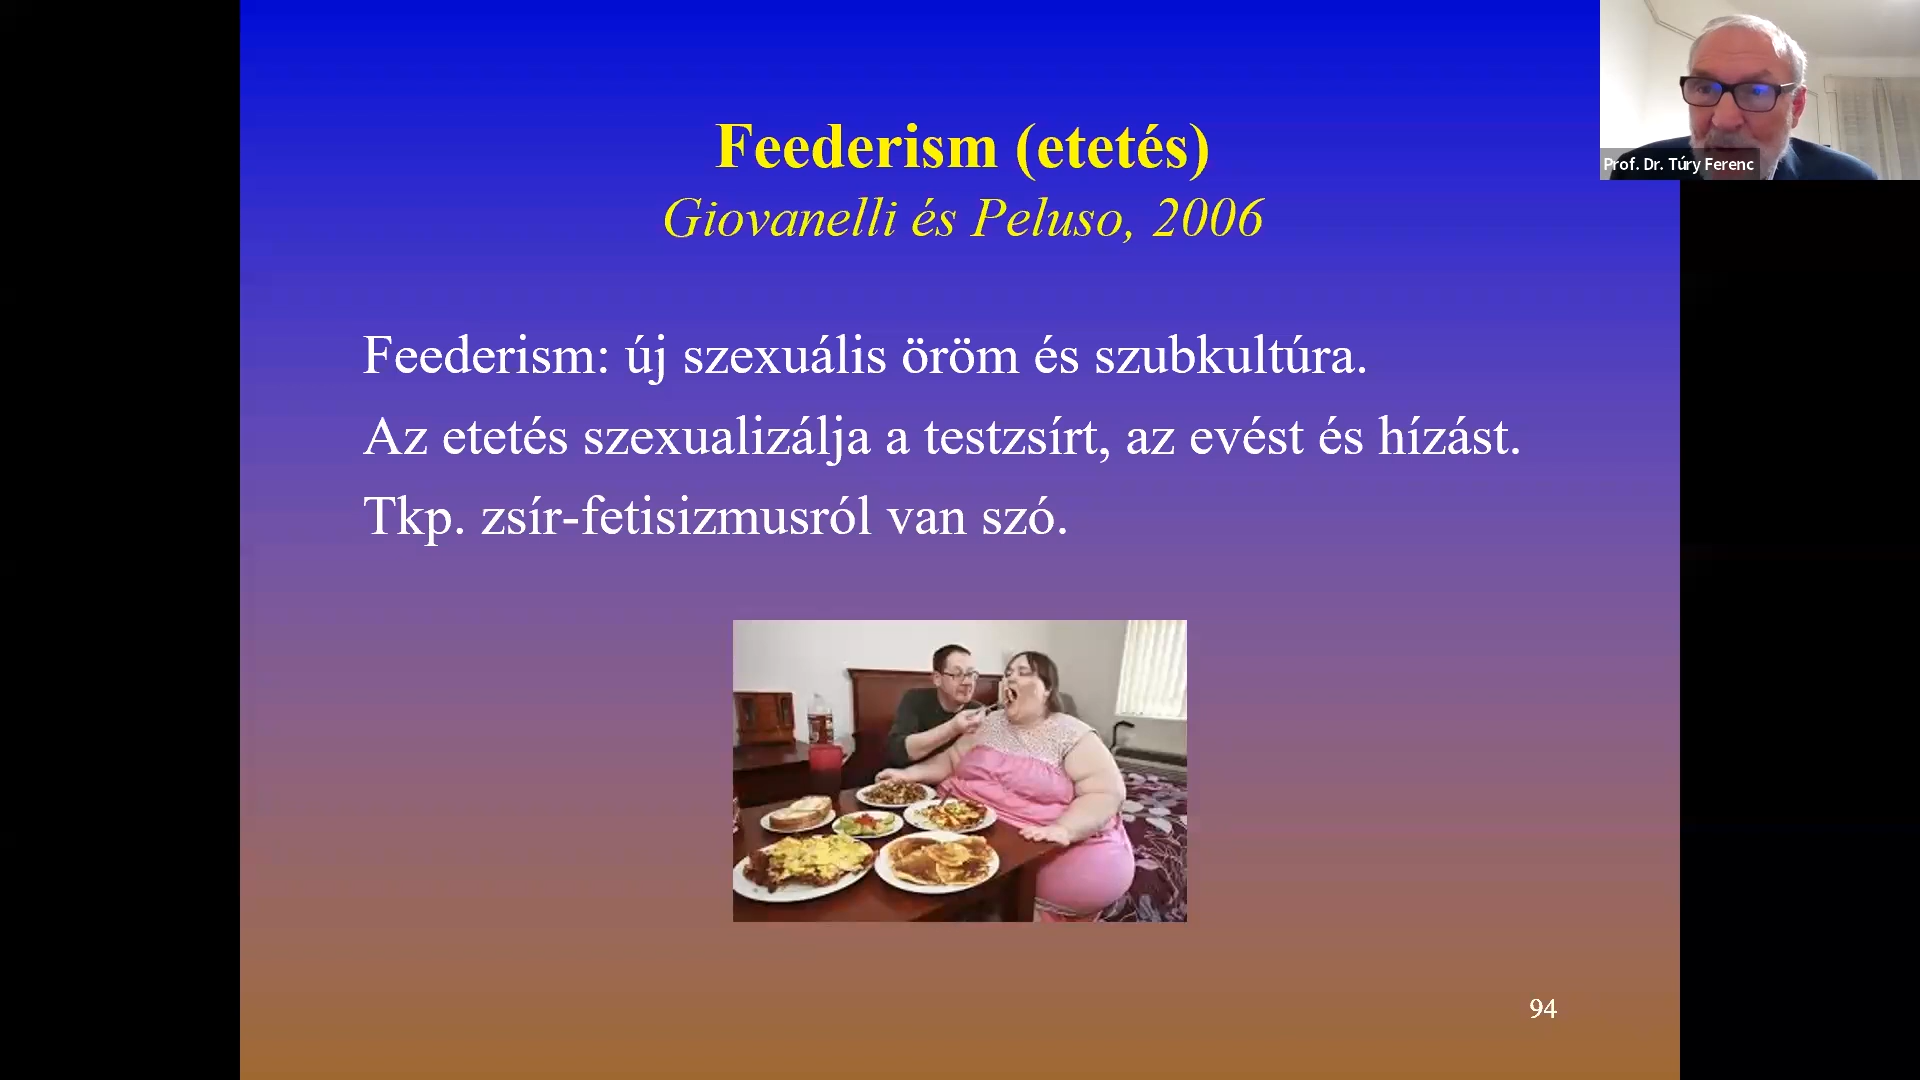 Feederism (etetés)
Giovanelli és Peluso, 2006
Feederism: új szexuális öröm és szubkultúra.
Az etetés szexualizálja a testzsírt, az evést és hízást.
Tkp. zsír-fetisizmusról van szó.
94
Prof. Dr. Túry Ferenc